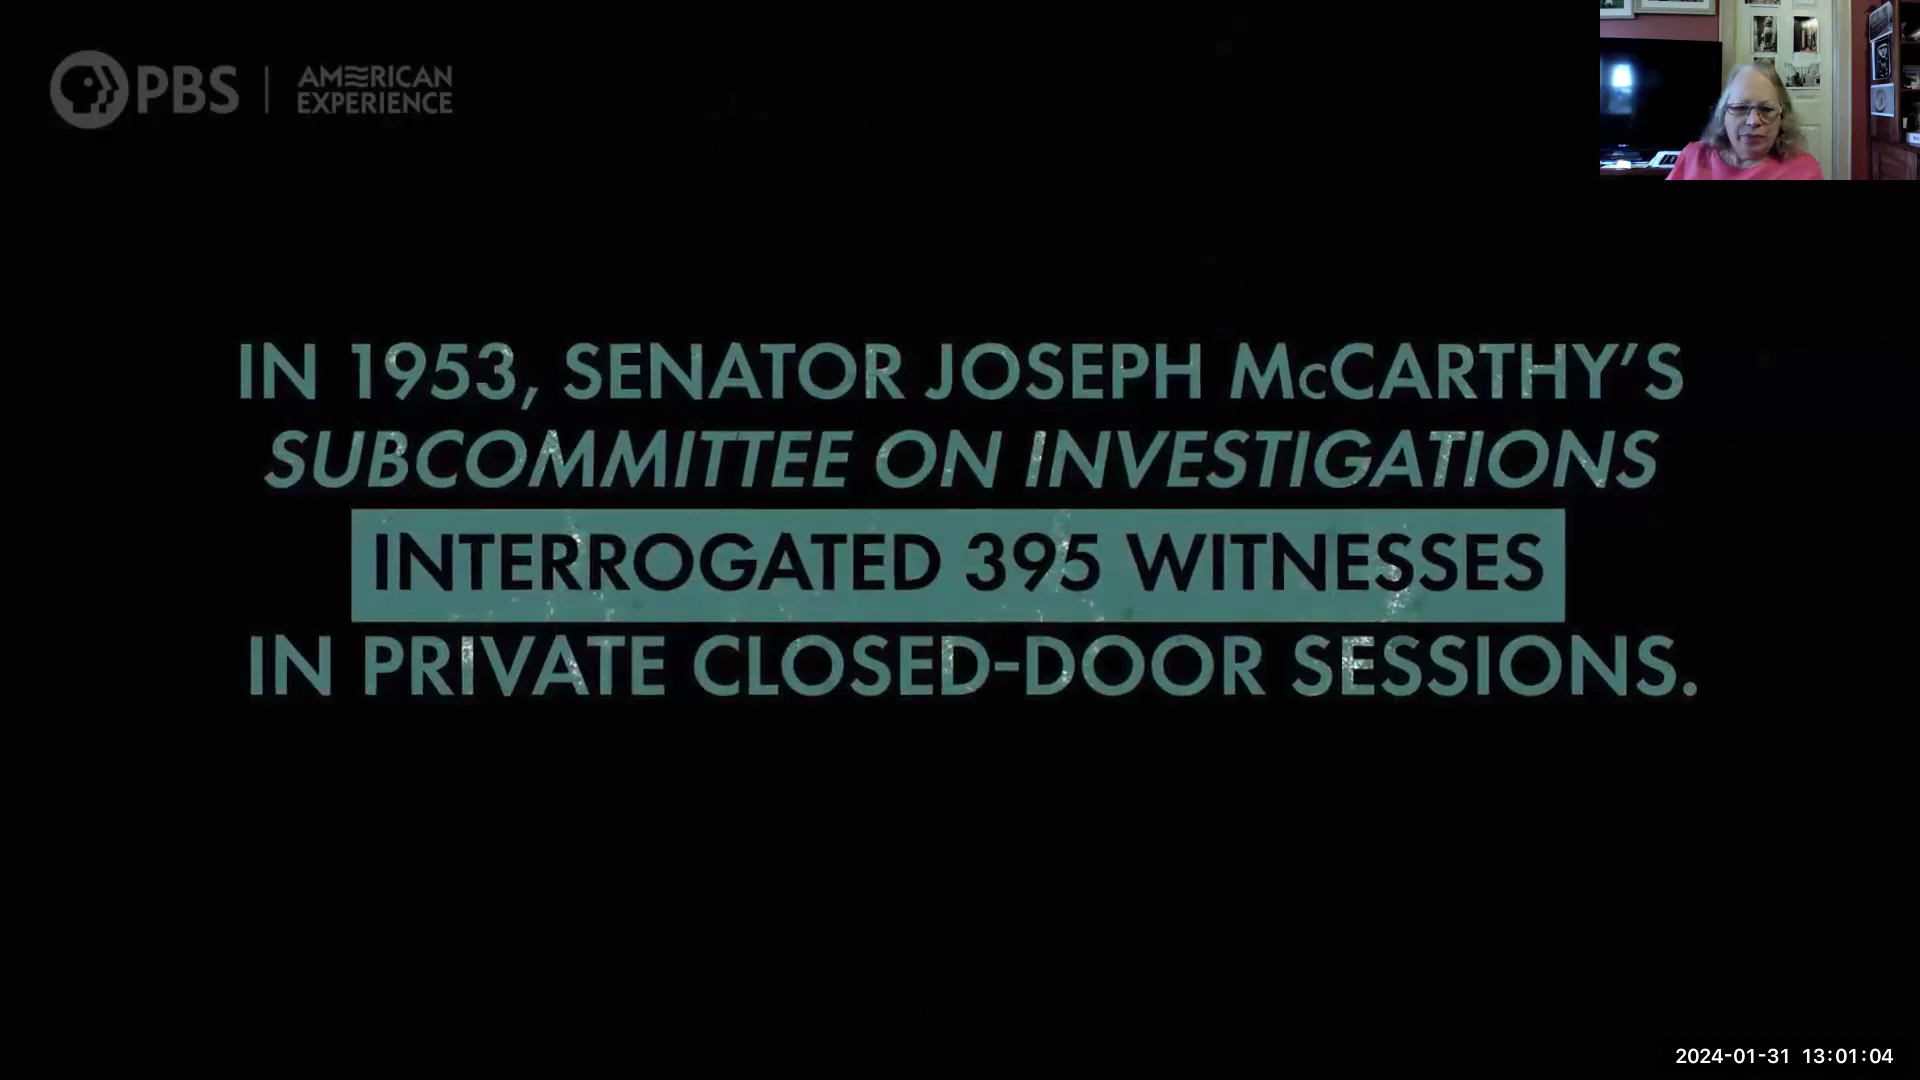 PBS | AMERICAN
EXPERIENCE
IN 1953, SENATOR JOSEPH McCARTHY'S
SUBCOMMITTEE ON INVESTIGATIONS
INTERROGATED 395 WITNESSES
IN PRIVATE CLOSED-DOOR SESSIONS.
2024-01-31 13:01:04